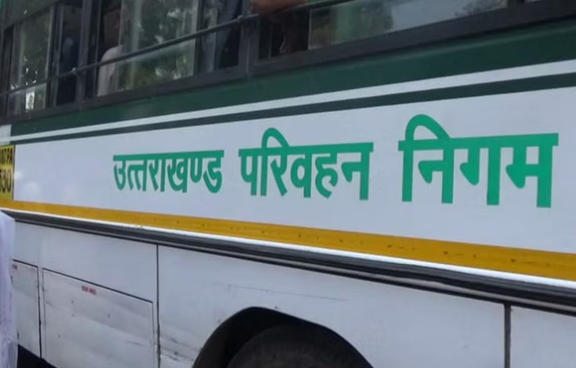 उत्तराखण्ड परिवहन निगम